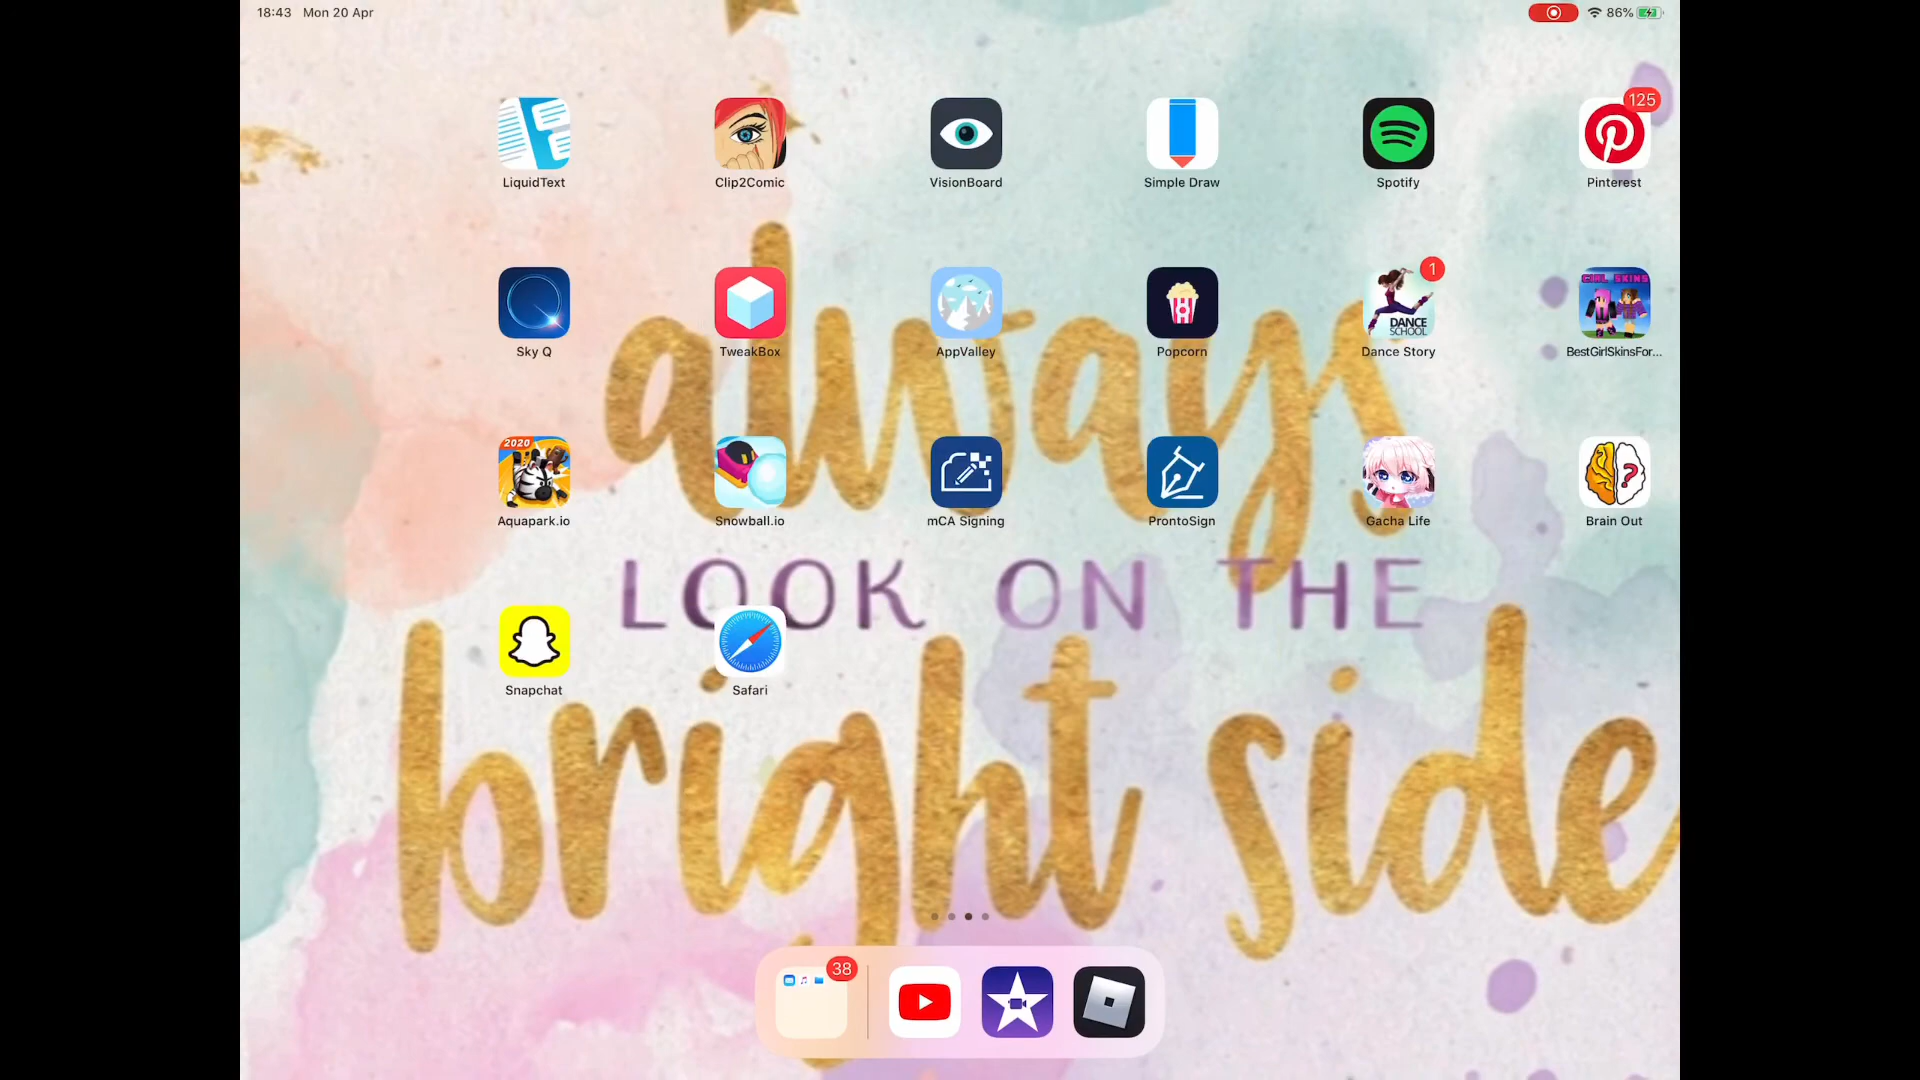 18:43 Mon 20 Apr
86%
125
LiquidText Clip2Comic VisionBoard Simple Draw Spotify Pinterest
1
GIRL SKINS
DANCE
SCHOOL
Sky Q TweakBox AppValley Popcorn Dance Story BestGirlSkinsFor...
always
2020
Aquapark.io Snowball.io mCA Signing ProntoSign Gacha Life Brain Out
LOOK ON THE
Snapchat Safari
bright side
38